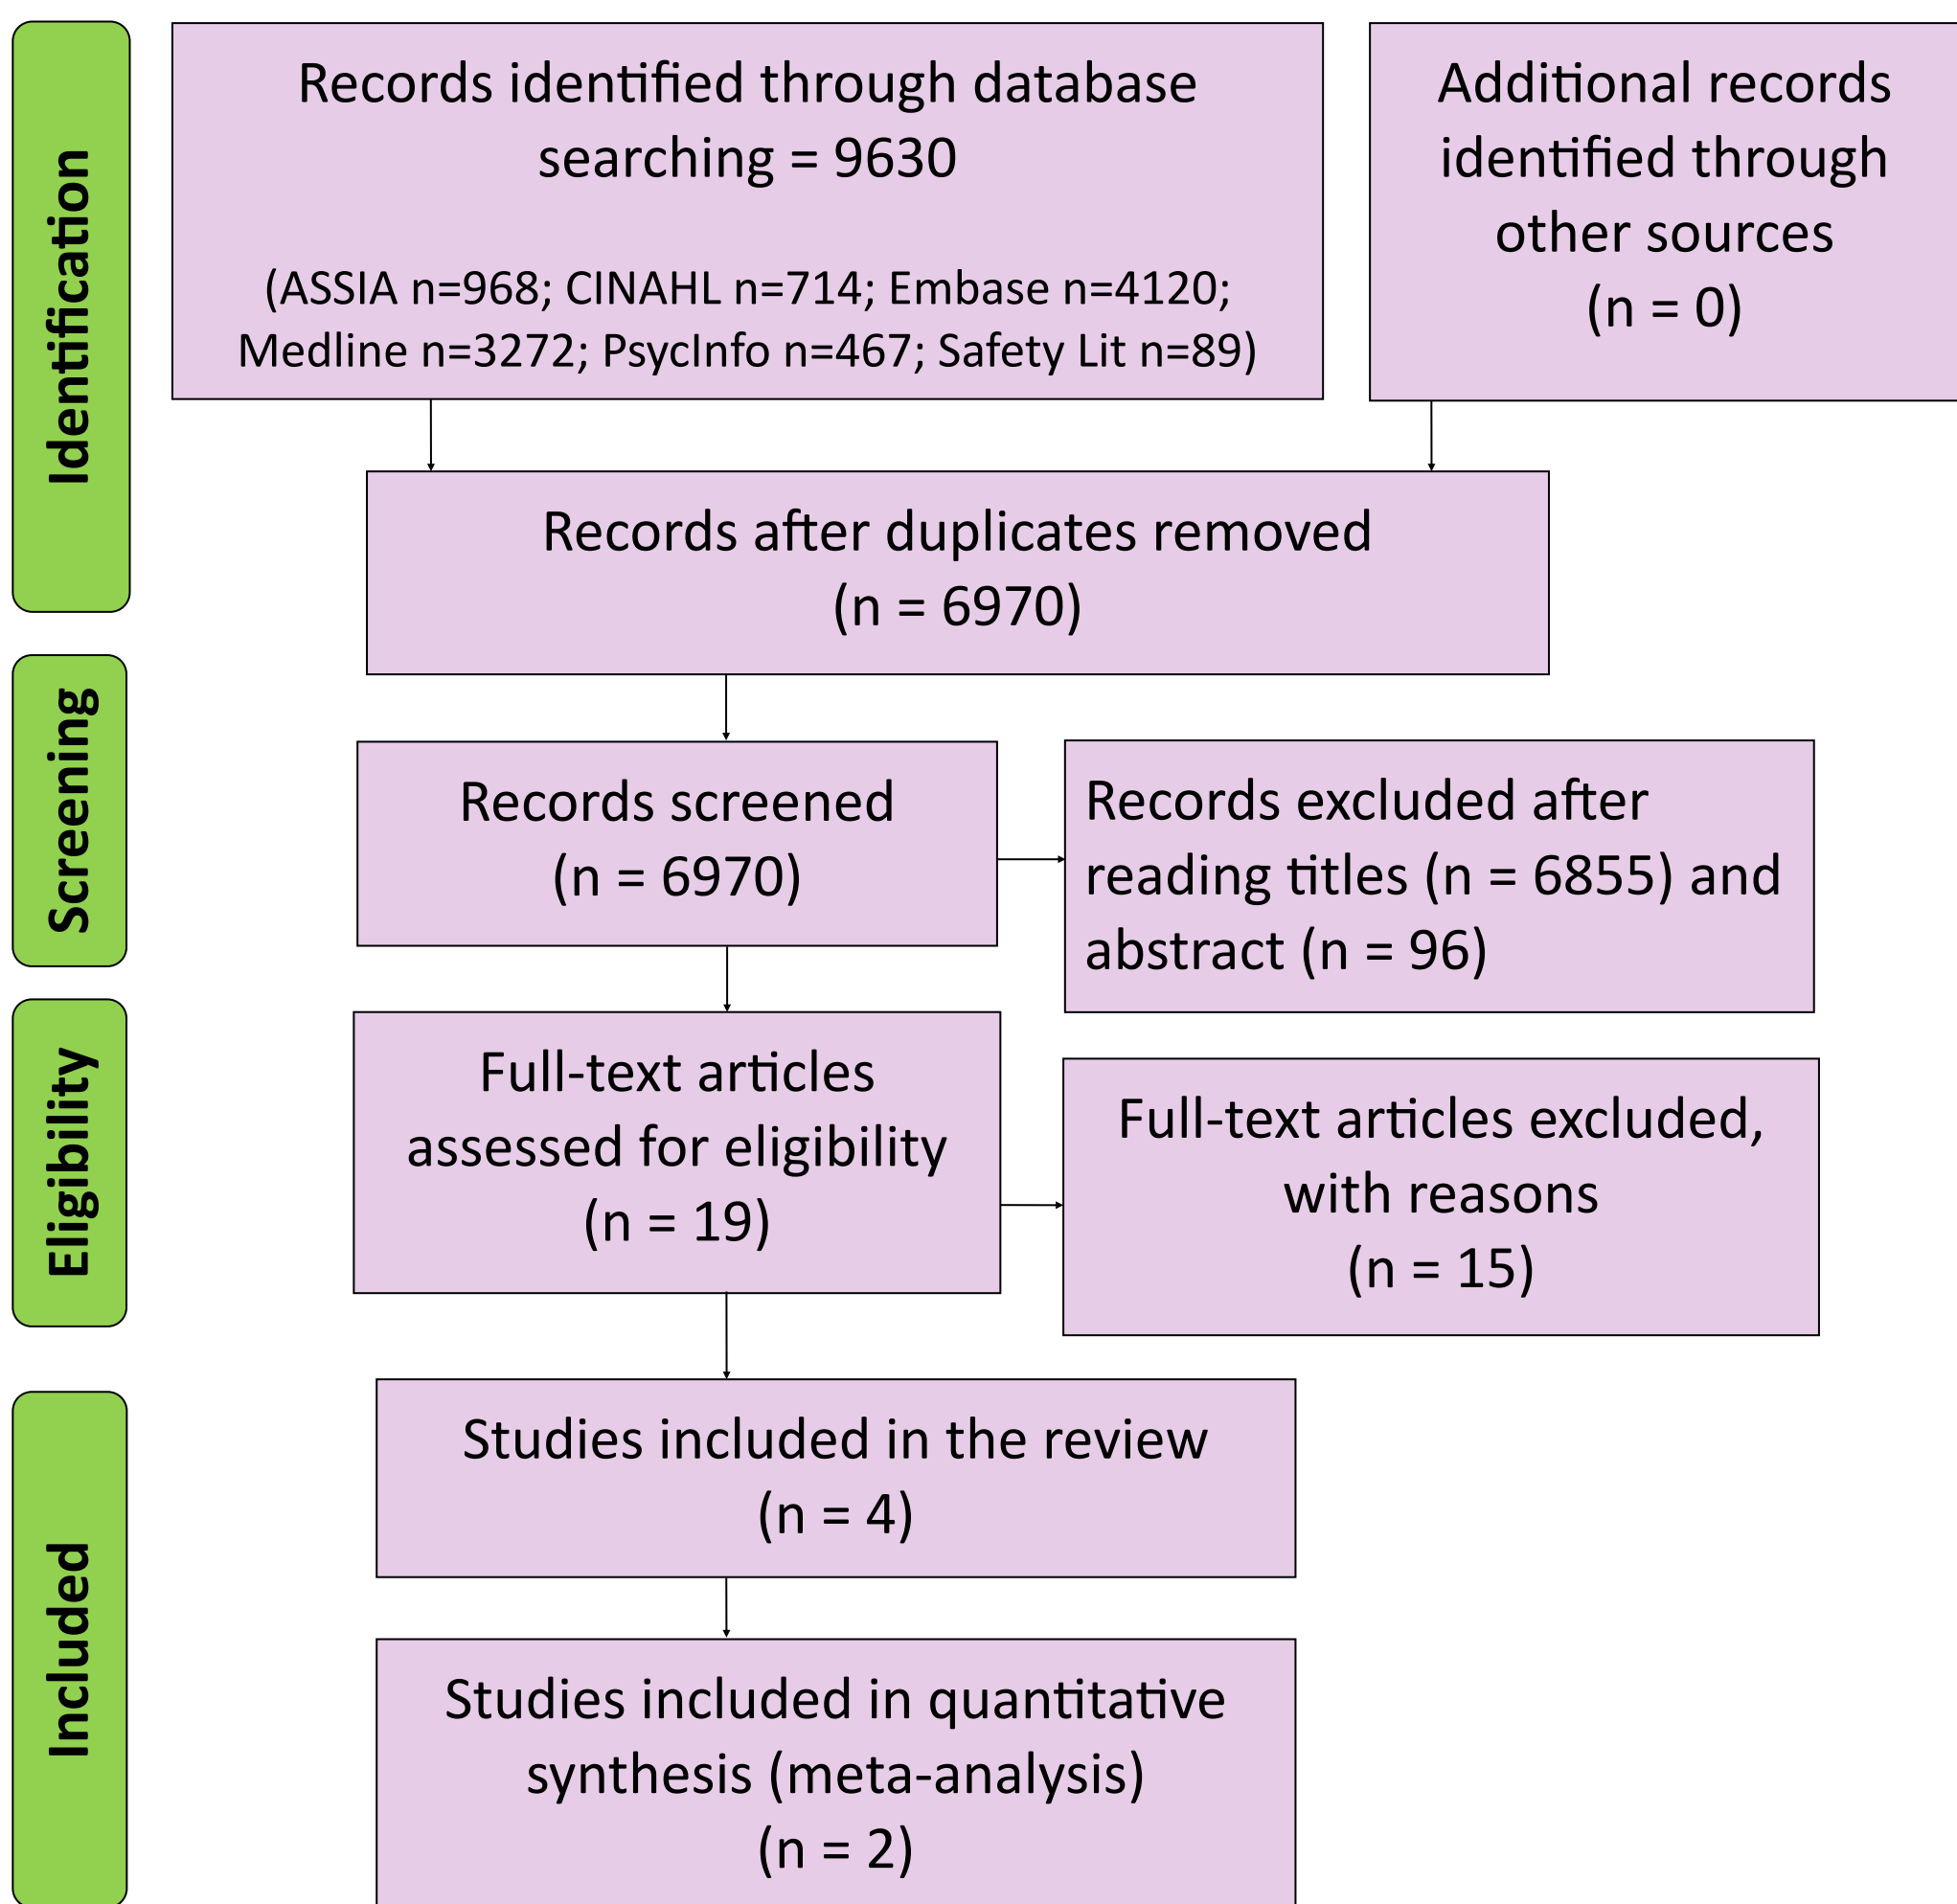 Identification
Records identified through database
searching = 9630
(ASSIA n=968; CINAHL n=714; Embase n=4120;
Medline n=3272; PsycInfo n=467; Safety Lit n=89)
Additional records
identified through
other sources
(n = 0)
Records after duplicates removed
(n = 6970)
Screening
Records screened
(n = 6970)
Records excluded after
reading titles (n = 6855) and
abstract (n = 96)
Eligibility
Full-text articles
assessed for eligibility
(n = 19)
Full-text articles excluded,
with reasons
(n = 15)
Included
Studies included in the review
(n = 4)
Studies included in quantitative
synthesis (meta-analysis)
(n = 2)